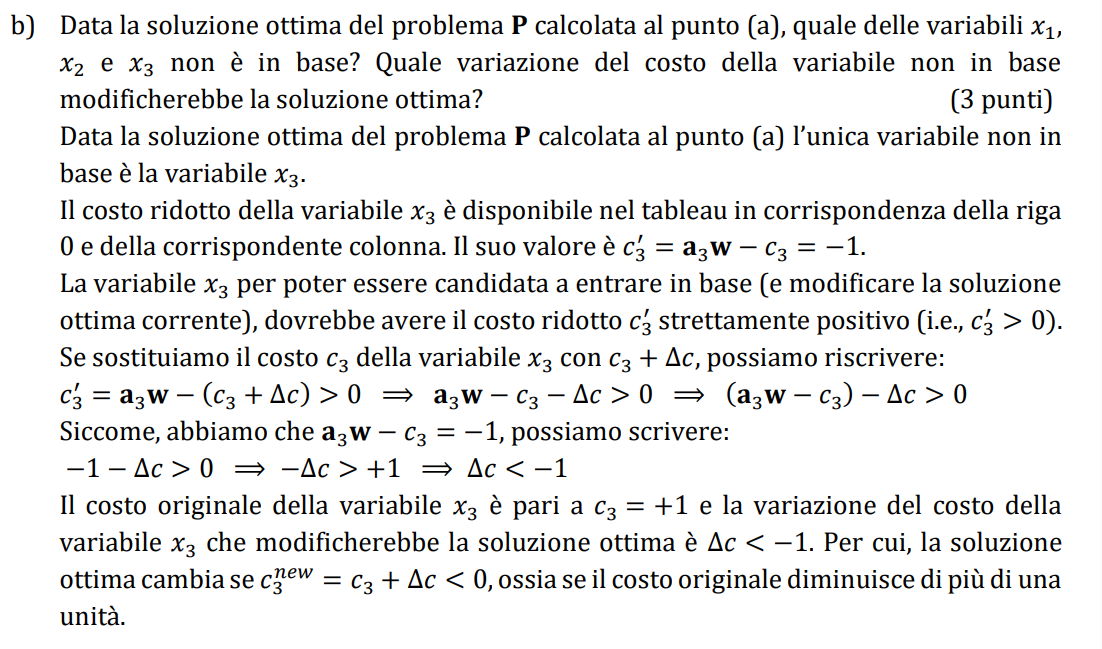 b) Data la soluzione ottima del problema P calcolata al punto (a), quale delle variabili x₁,
x₂ e x₃ non è in base? Quale variazione del costo della variabile non in base
modificherebbe la soluzione ottima? (3 punti)
Data la soluzione ottima del problema P calcolata al punto (a) l’unica variabile non in
base è la variabile x₃.
Il costo ridotto della variabile x₃ è disponibile nel tableau in corrispondenza della riga
0 e della corrispondente colonna. Il suo valore è c₃′ = a₃w − c₃ = −1.
La variabile x₃ per poter essere candidata a entrare in base (e modificare la soluzione
ottima corrente), dovrebbe avere il costo ridotto c₃′ strettamente positivo (i.e., c₃′ > 0).
Se sostituiamo il costo c₃ della variabile x₃ con c₃ + Δc, possiamo riscrivere:
c₃′ = a₃w − (c₃ + Δc) > 0 ⟹ a₃w − c₃ − Δc > 0 ⟹ (a₃w − c₃) − Δc > 0
Siccome, abbiamo che a₃w − c₃ = −1, possiamo scrivere:
−1 − Δc > 0 ⟹ −Δc > +1 ⟹ Δc < −1
Il costo originale della variabile x₃ è pari a c₃ = +1 e la variazione del costo della
variabile x₃ che modificherebbe la soluzione ottima è Δc < −1. Per cui, la soluzione
ottima cambia se c₃ⁿᵉʷ = c₃ + Δc < 0, ossia se il costo originale diminuisce di più di una
unità.